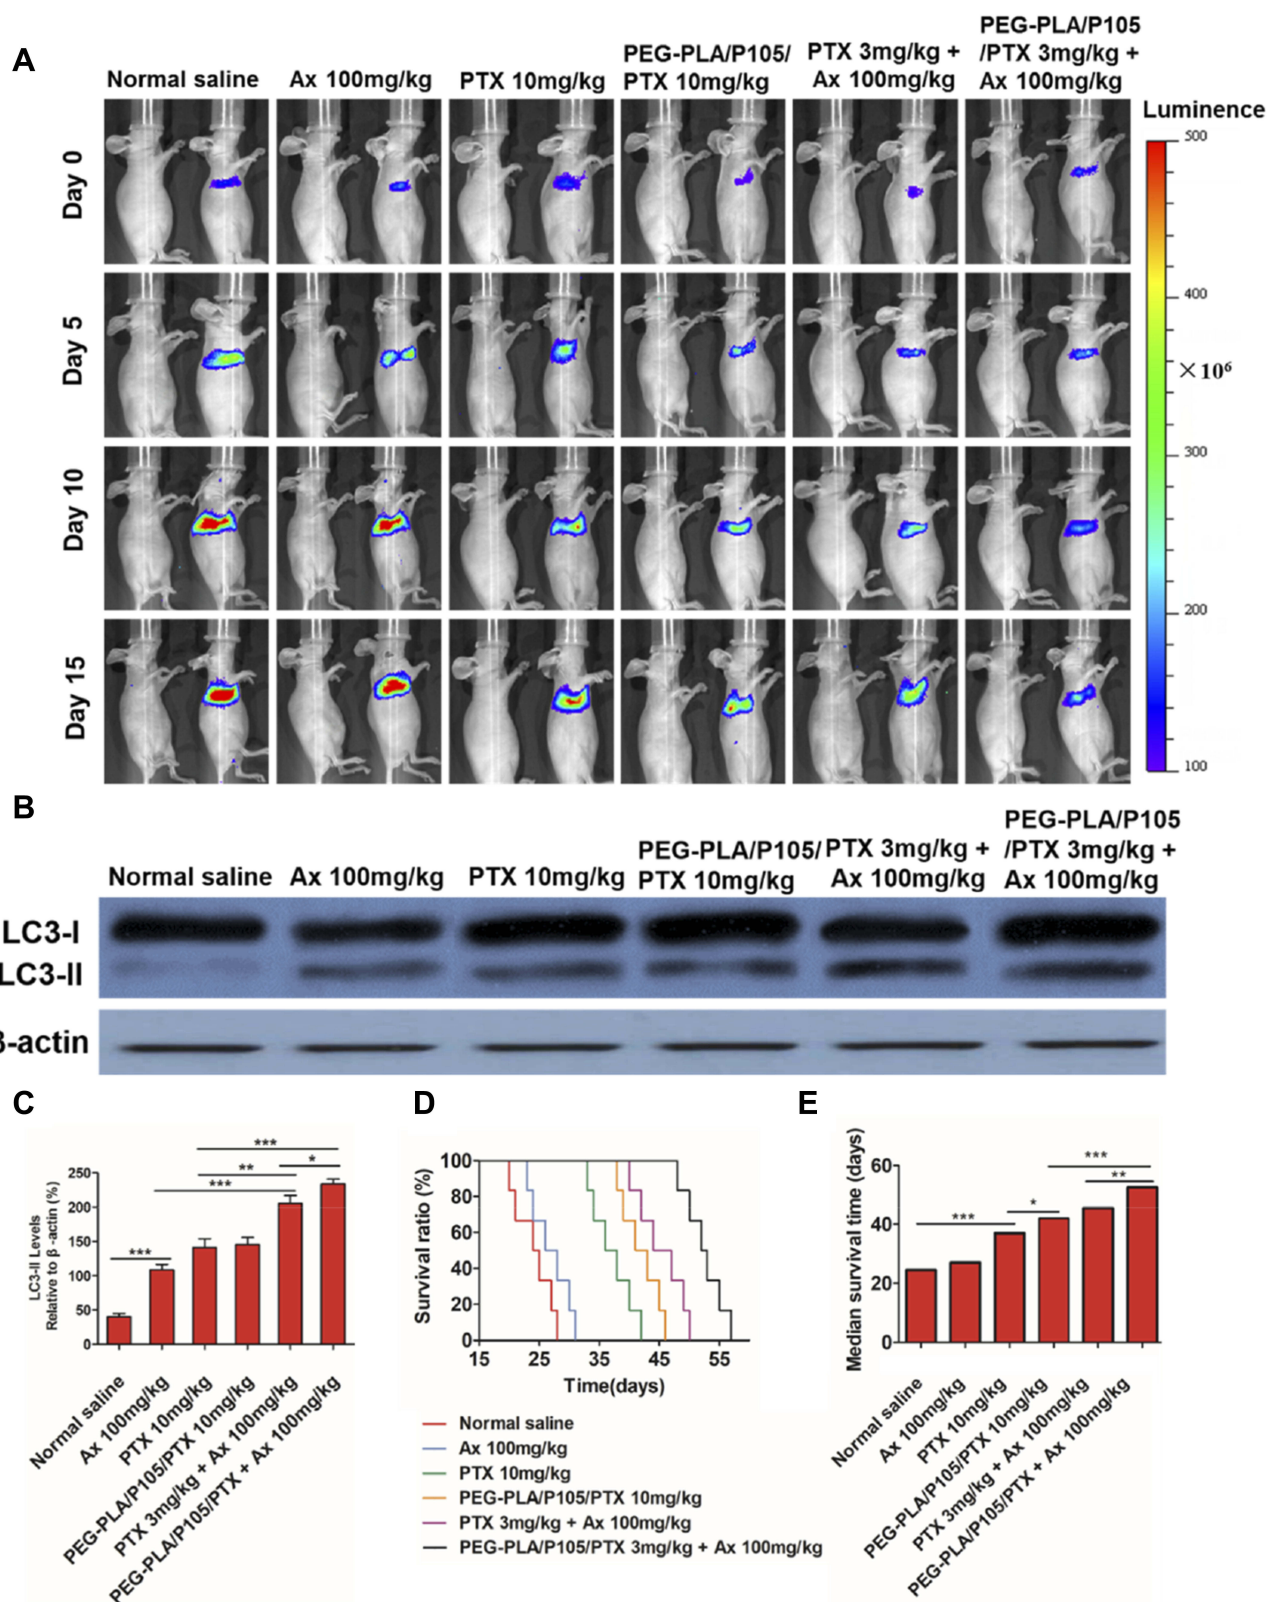 A
Normal saline
Ax 100mg/kg
PTX 10mg/kg
PEG-PLA/P105/
PTX 10mg/kg
PTX 3mg/kg +
Ax 100mg/kg
PEG-PLA/P105
/PTX 3mg/kg +
Ax 100mg/kg
Luminence
500
400
×10⁶
300
200
100
Day 0
Day 5
Day 10
Day 15
B
Normal saline
Ax 100mg/kg
PTX 10mg/kg
PEG-PLA/P105/
PTX 10mg/kg
PTX 3mg/kg +
Ax 100mg/kg
PEG-PLA/P105
/PTX 3mg/kg +
Ax 100mg/kg
LC3-I
LC3-II
β-actin
C
LC3-II Levels
Relative to β -actin (%)
250
200
150
100
50
0
***
***
**
*
***
Normal saline
Ax 100mg/kg
PTX 10mg/kg
PEG-PLA/P105/PTX 10mg/kg
PTX 3mg/kg + Ax 100mg/kg
PEG-PLA/P105/PTX + Ax 100mg/kg
D
Survival ratio (%)
100
80
60
40
20
0
15
25
35
45
55
Time(days)
Normal saline
Ax 100mg/kg
PTX 10mg/kg
PEG-PLA/P105/PTX 10mg/kg
PTX 3mg/kg + Ax 100mg/kg
PEG-PLA/P105/PTX 3mg/kg + Ax 100mg/kg
E
Median survival time (days)
60
40
20
0
***
*
***
**
Normal saline
Ax 100mg/kg
PTX 10mg/kg
PEG-PLA/P105/PTX 10mg/kg
PTX 3mg/kg + Ax 100mg/kg
PEG-PLA/P105/PTX + Ax 100mg/kg